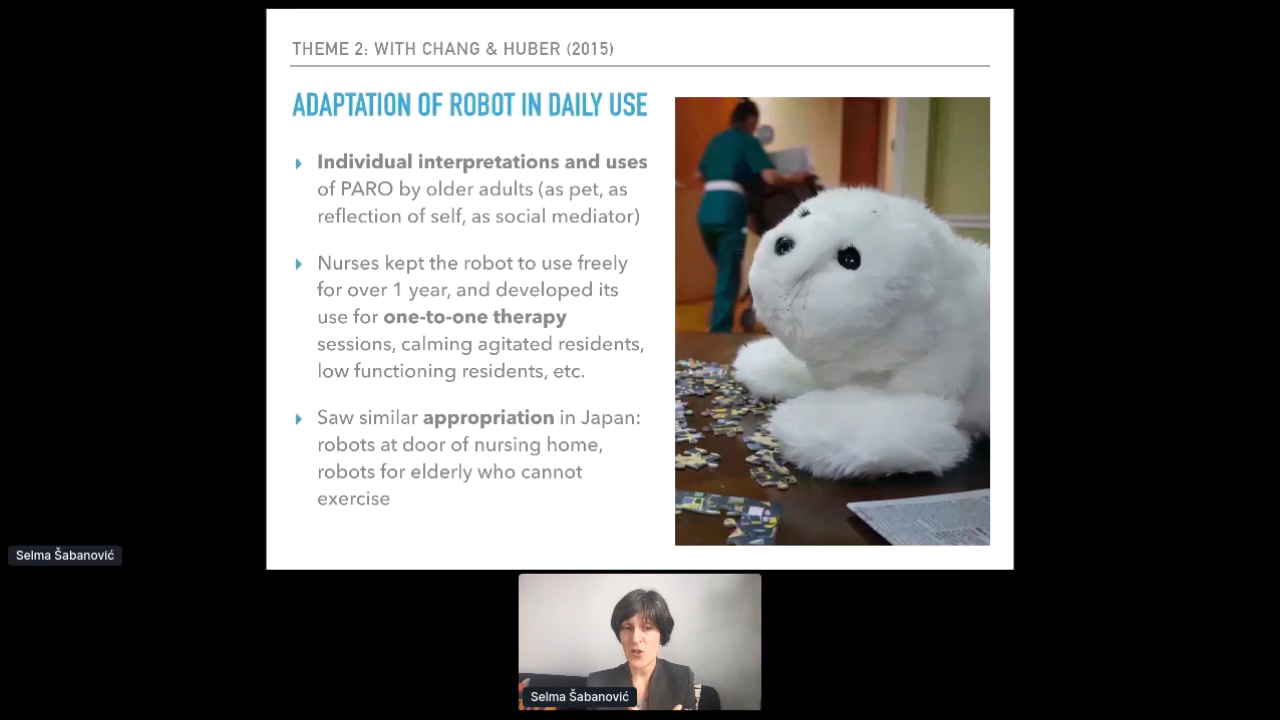 THEME 2: WITH CHANG & HUBER (2015)
ADAPTATION OF ROBOT IN DAILY USE
Individual interpretations and uses
of PARO by older adults (as pet, as
reflection of self, as social mediator)
Nurses kept the robot to use freely
for over 1 year, and developed its
use for one-to-one therapy
sessions, calming agitated residents,
low functioning residents, etc.
Saw similar appropriation in Japan:
robots at door of nursing home,
robots for elderly who cannot
exercise
Selma Šabanović
Selma Šabanović